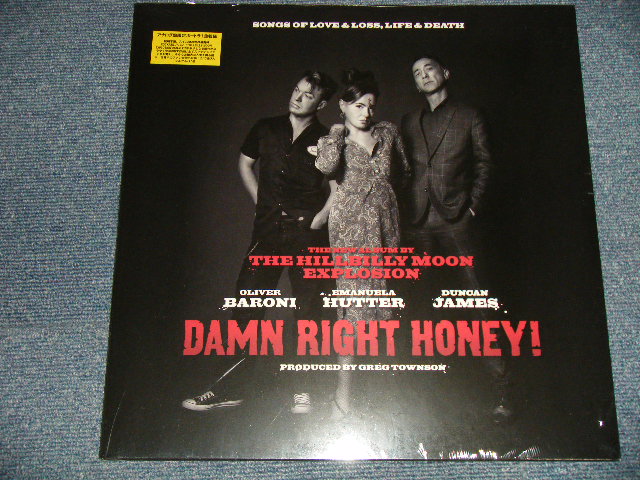 SONGS OF LOVE & LOSS, LIFE & DEATH
THE NEW ALBUM BY
THE HILLBILLY MOON
EXPLOSION
OLIVER
BARONI
EMANUELA
HUTTER
DUNCAN
JAMES
DAMN RIGHT HONEY!
PRODUCED BY GREG TOWNSON